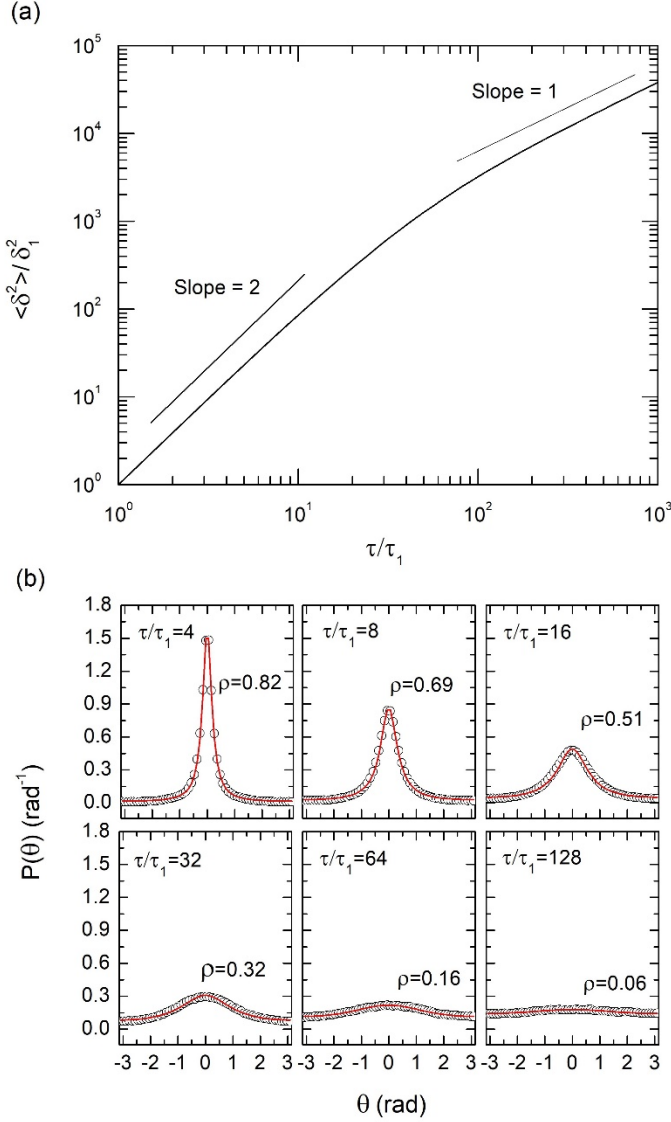 (a)
10^5
10^4
10^3
10^2
10^1
10^0
<δ^2>/δ_1^2
Slope = 1
Slope = 2
10^0 10^1 10^2 10^3
τ/τ_1
(b)
1.8
1.5
1.2
0.9
0.6
0.3
0.0
τ/τ_1=4
ρ=0.82
τ/τ_1=8
ρ=0.69
τ/τ_1=16
ρ=0.51
P(θ) (rad^-1)
1.8
1.5
1.2
0.9
0.6
0.3
0.0
τ/τ_1=32
ρ=0.32
τ/τ_1=64
ρ=0.16
τ/τ_1=128
ρ=0.06
-3 -2 -1 0 1 2 3 -3 -2 -1 0 1 2 3 -3 -2 -1 0 1 2 3
θ (rad)